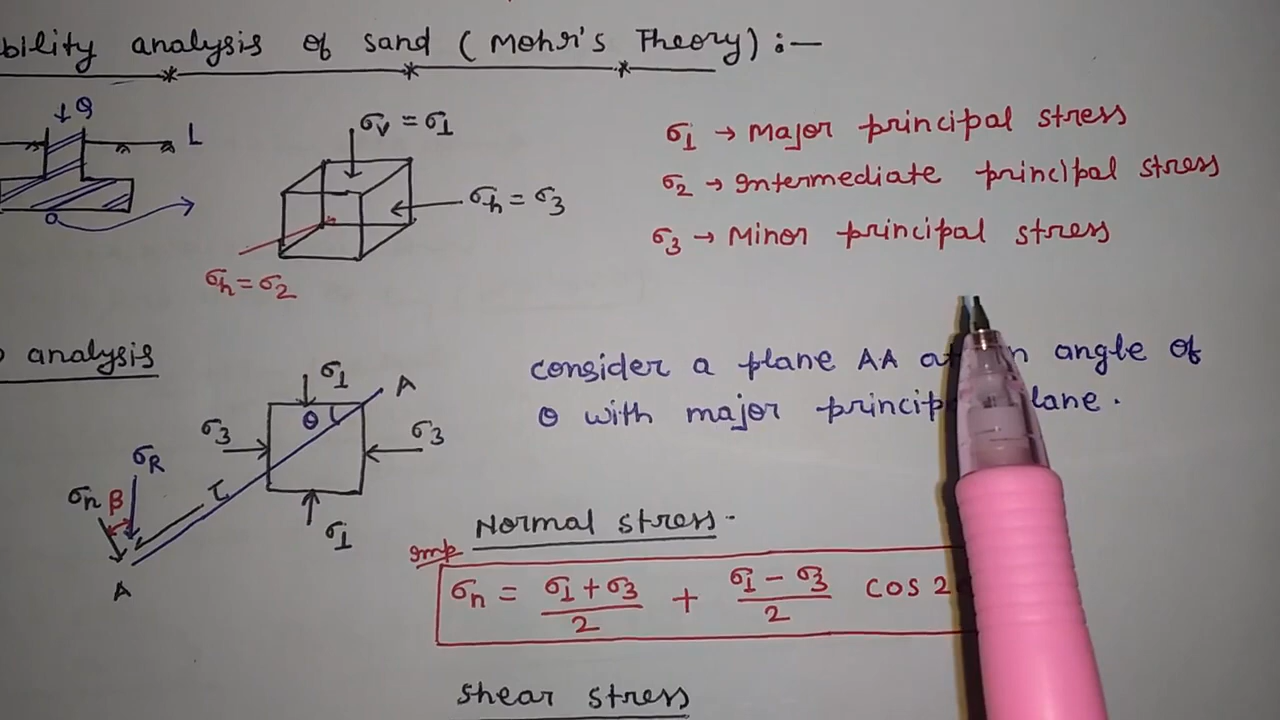 bility analysis of sand (Mohr's Theory) :—
↓Q
L
σv = σ1
σh = σ3
σh = σ2
σ1 → Major principal stress
σ2 → Intermediate principal stress
σ3 → Minor principal stress
analysis
σ1
A
θ
σ3
σ3
σR
σn β
τ
σ1
A
consider a plane AA at an angle of
θ with major principal plane.
Normal stress.
Imp
σn = (σ1 + σ3)/2 + (σ1 − σ3)/2 cos 2
Shear stress